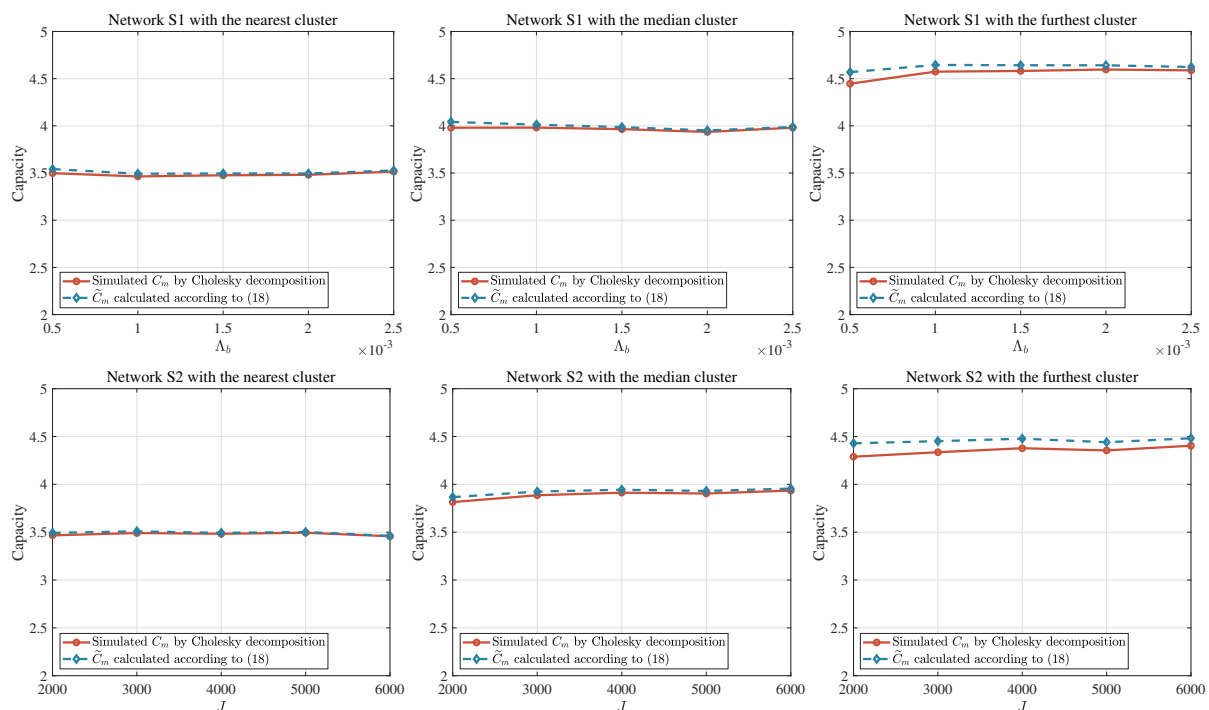 Network S1 with the nearest cluster
5
4.5
4
3.5
3
2.5
2
Capacity
Simulated C_m by Cholesky decomposition
C̃_m calculated according to (18)
0.5 1 1.5 2 2.5
Λ_b
×10⁻³
Network S1 with the median cluster
5
4.5
4
3.5
3
2.5
2
Capacity
Simulated C_m by Cholesky decomposition
C̃_m calculated according to (18)
0.5 1 1.5 2 2.5
Λ_b
×10⁻³
Network S1 with the furthest cluster
5
4.5
4
3.5
3
2.5
2
Capacity
Simulated C_m by Cholesky decomposition
C̃_m calculated according to (18)
0.5 1 1.5 2 2.5
Λ_b
×10⁻³
Network S2 with the nearest cluster
5
4.5
4
3.5
3
2.5
2
Capacity
Simulated C_m by Cholesky decomposition
C̃_m calculated according to (18)
2000 3000 4000 5000 6000
J
Network S2 with the median cluster
5
4.5
4
3.5
3
2.5
2
Capacity
Simulated C_m by Cholesky decomposition
C̃_m calculated according to (18)
2000 3000 4000 5000 6000
J
Network S2 with the furthest cluster
5
4.5
4
3.5
3
2.5
2
Capacity
Simulated C_m by Cholesky decomposition
C̃_m calculated according to (18)
2000 3000 4000 5000 6000
J